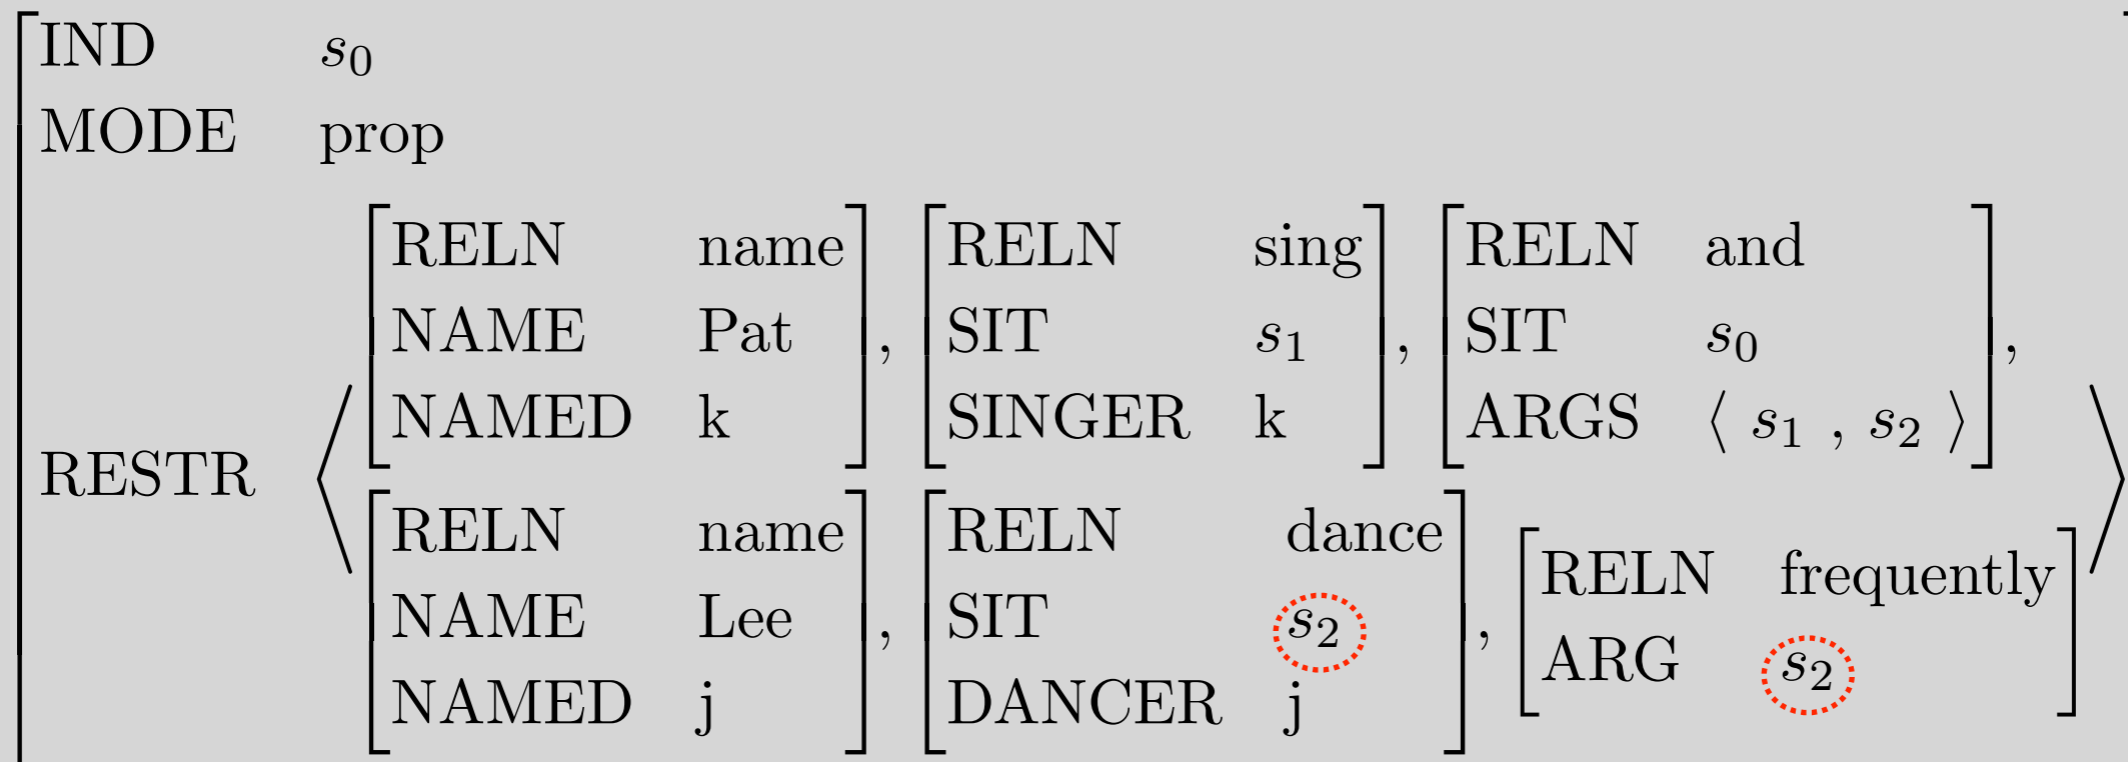 IND s₀
MODE prop
RELN name RELN sing RELN and
NAME Pat , SIT s₁ , SIT s₀ ,
NAMED k SINGER k ARGS ⟨ s₁ , s₂ ⟩
RESTR ⟨ ⟩
RELN name RELN dance RELN frequently
NAME Lee , SIT s₂ , ARG s₂
NAMED j DANCER j